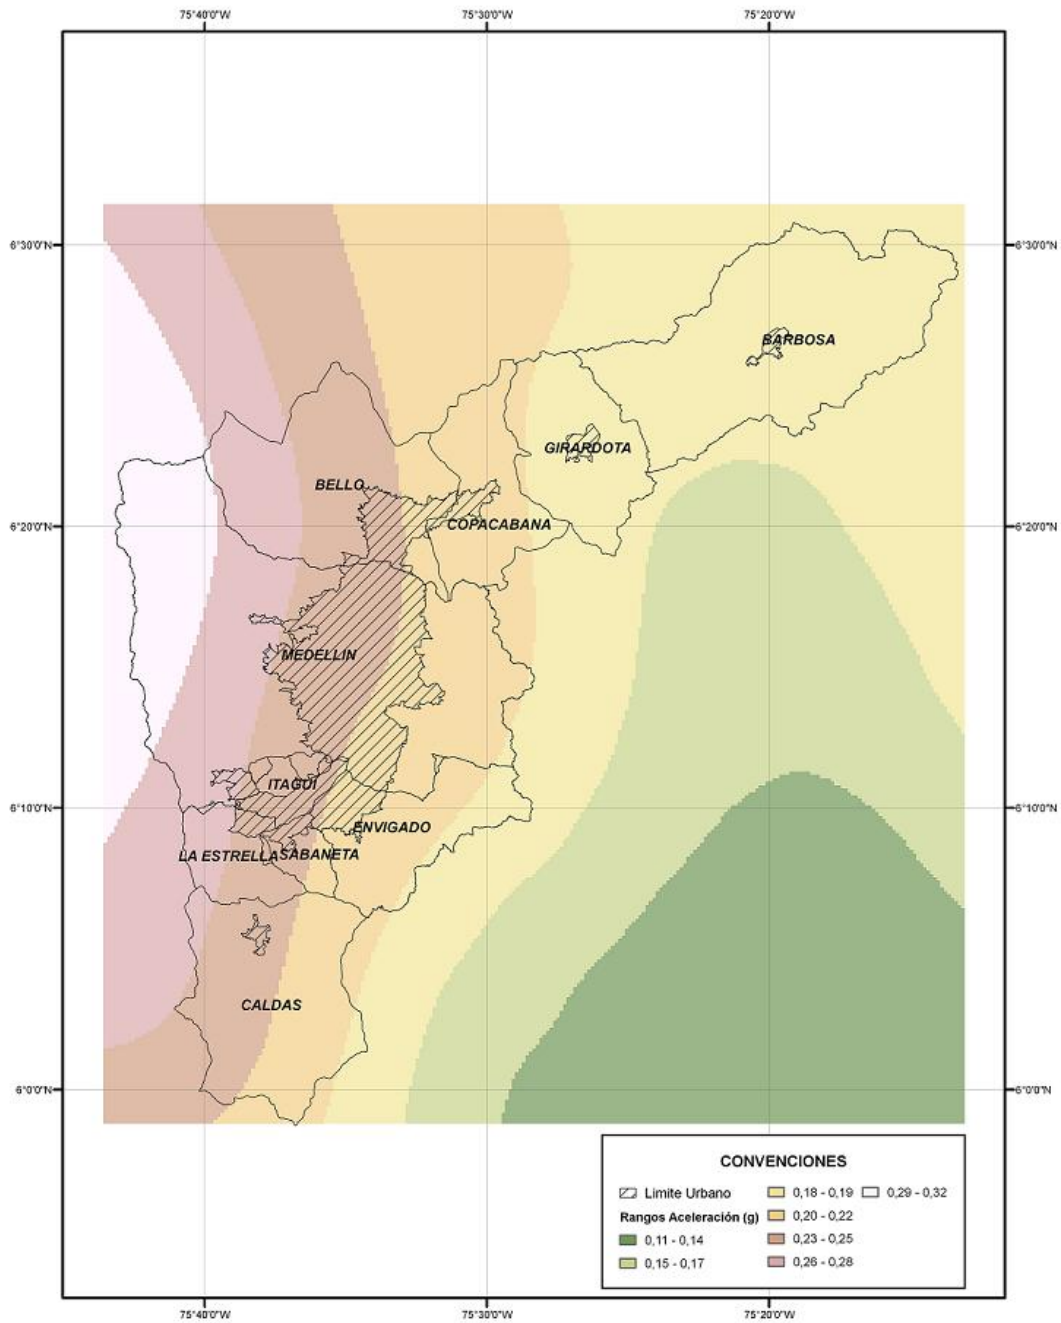 75°40'0"W 75°30'0"W 75°20'0"W
6°30'0"N 6°30'0"N
BARBOSA
GIRARDOTA
BELLO
COPACABANA
6°20'0"N 6°20'0"N
MEDELLIN
ITAGUI
6°10'0"N 6°10'0"N
ENVIGADO
LA ESTRELLA SABANETA
CALDAS
6°0'0"N 6°0'0"N
CONVENCIONES
Limite Urbano 0,18 - 0,19 0,29 - 0,32
Rangos Aceleración (g) 0,20 - 0,22
0,11 - 0,14 0,23 - 0,25
0,15 - 0,17 0,26 - 0,28
75°40'0"W 75°30'0"W 75°20'0"W